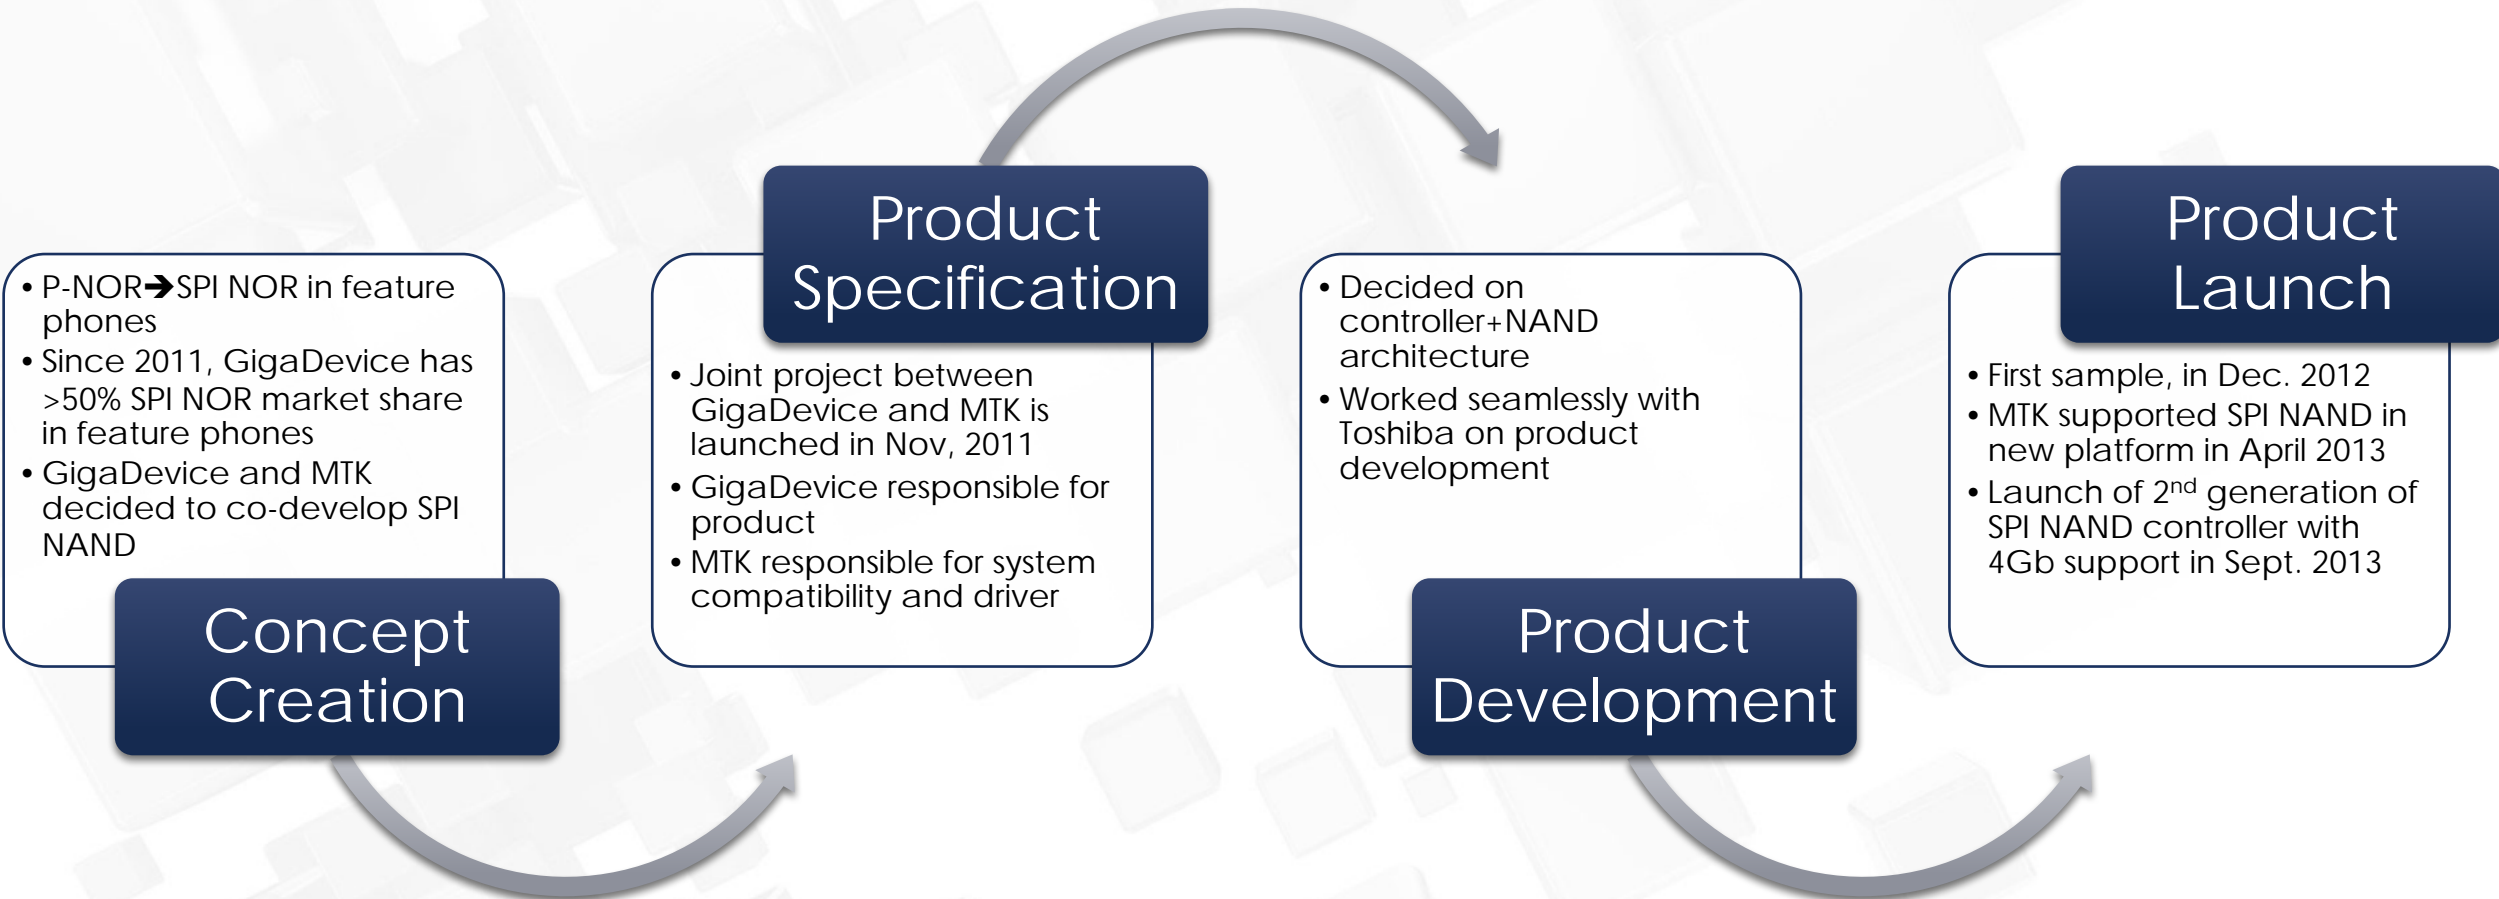 • P-NOR➔SPI NOR in feature
phones
• Since 2011, GigaDevice has
>50% SPI NOR market share
in feature phones
• GigaDevice and MTK
decided to co-develop SPI
NAND
Concept
Creation
Product
Specification
• Joint project between
GigaDevice and MTK is
launched in Nov, 2011
• GigaDevice responsible for
product
• MTK responsible for system
compatibility and driver
• Decided on
controller+NAND
architecture
• Worked seamlessly with
Toshiba on product
development
Product
Development
Product
Launch
• First sample, in Dec. 2012
• MTK supported SPI NAND in
new platform in April 2013
• Launch of 2nd generation of
SPI NAND controller with
4Gb support in Sept. 2013